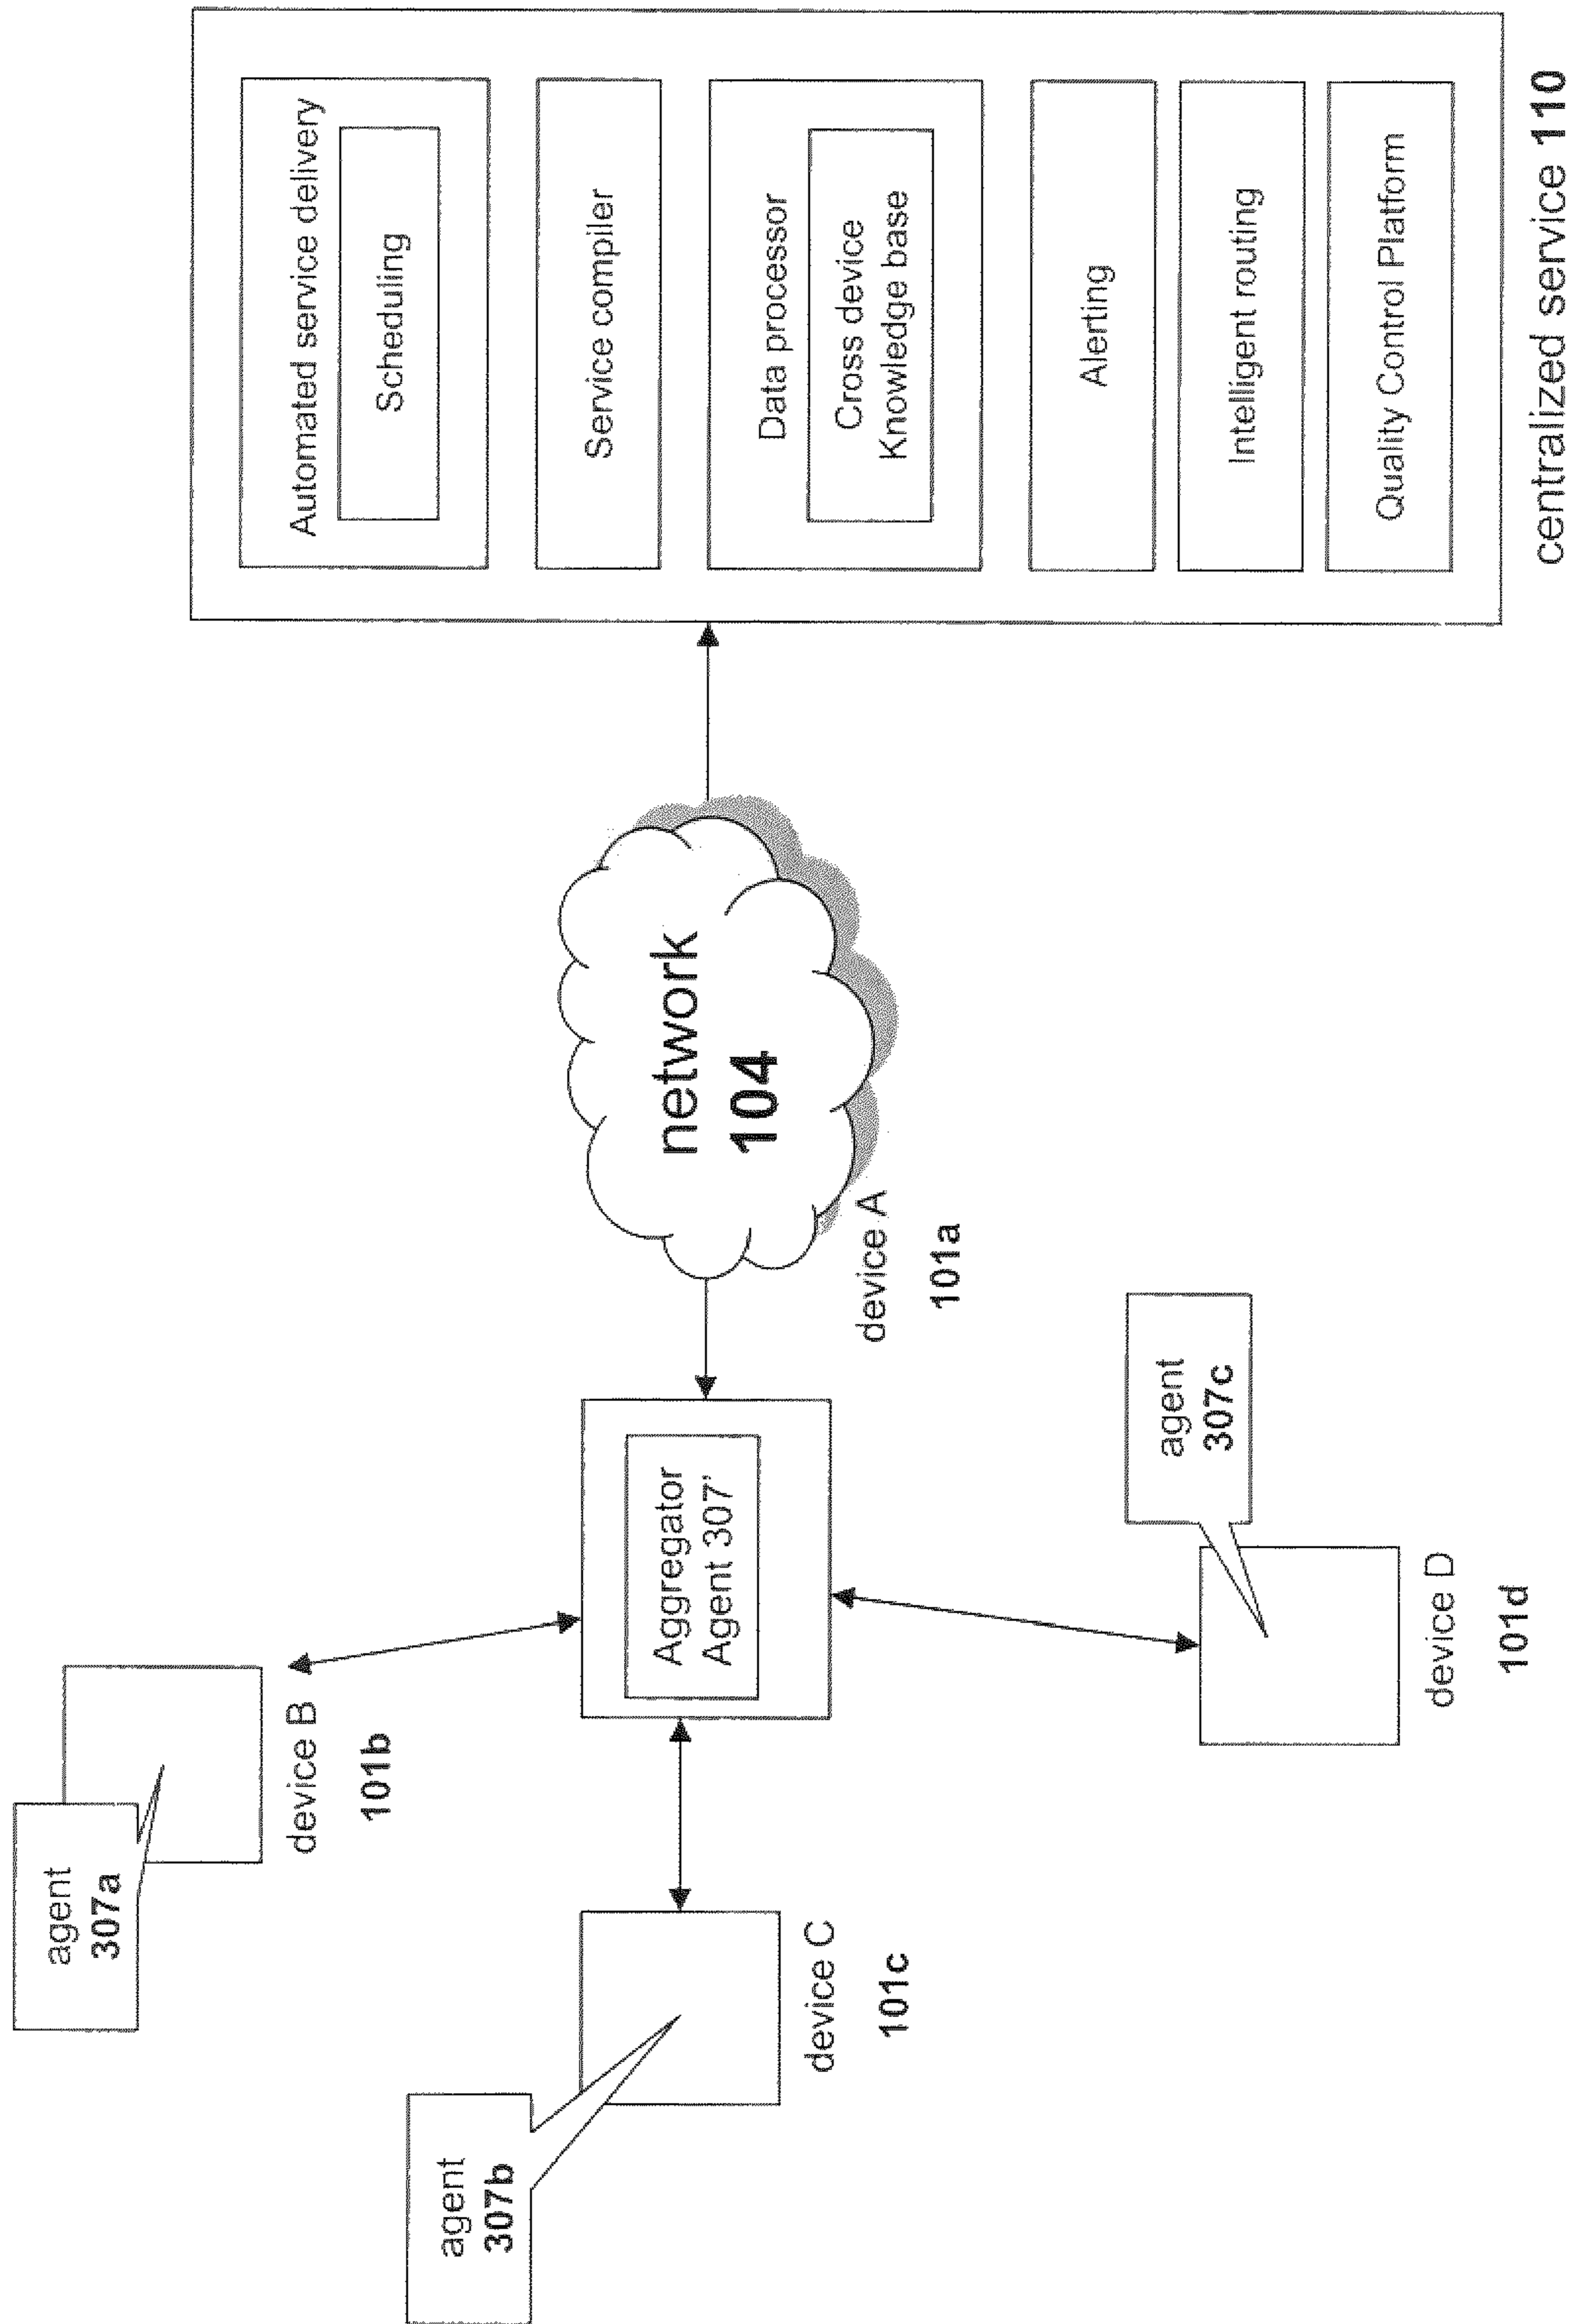 agent
307a
device B
101b
agent
307b
device C
101c
Aggregator
Agent 307'
device A
101a
agent
307c
device D
101d
network
104
Automated service delivery
Scheduling
Service compiler
Data processor
Cross device
Knowledge base
Alerting
Intelligent routing
Quality Control Platform
centralized service 110